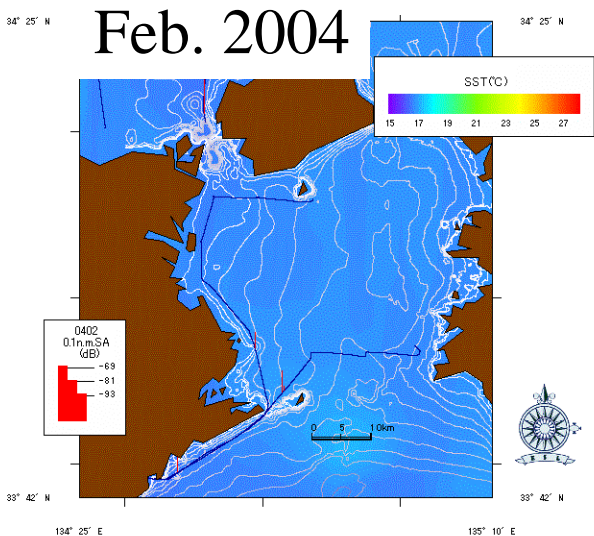 Feb. 2004
34° 25' N
34° 25' N
SST(℃)
15 17 19 21 23 25 27
0402
0.1n.m.SA
(dB)
-69
-81
-93
0 5 10km
33° 42' N
33° 42' N
134° 25' E
135° 10' E